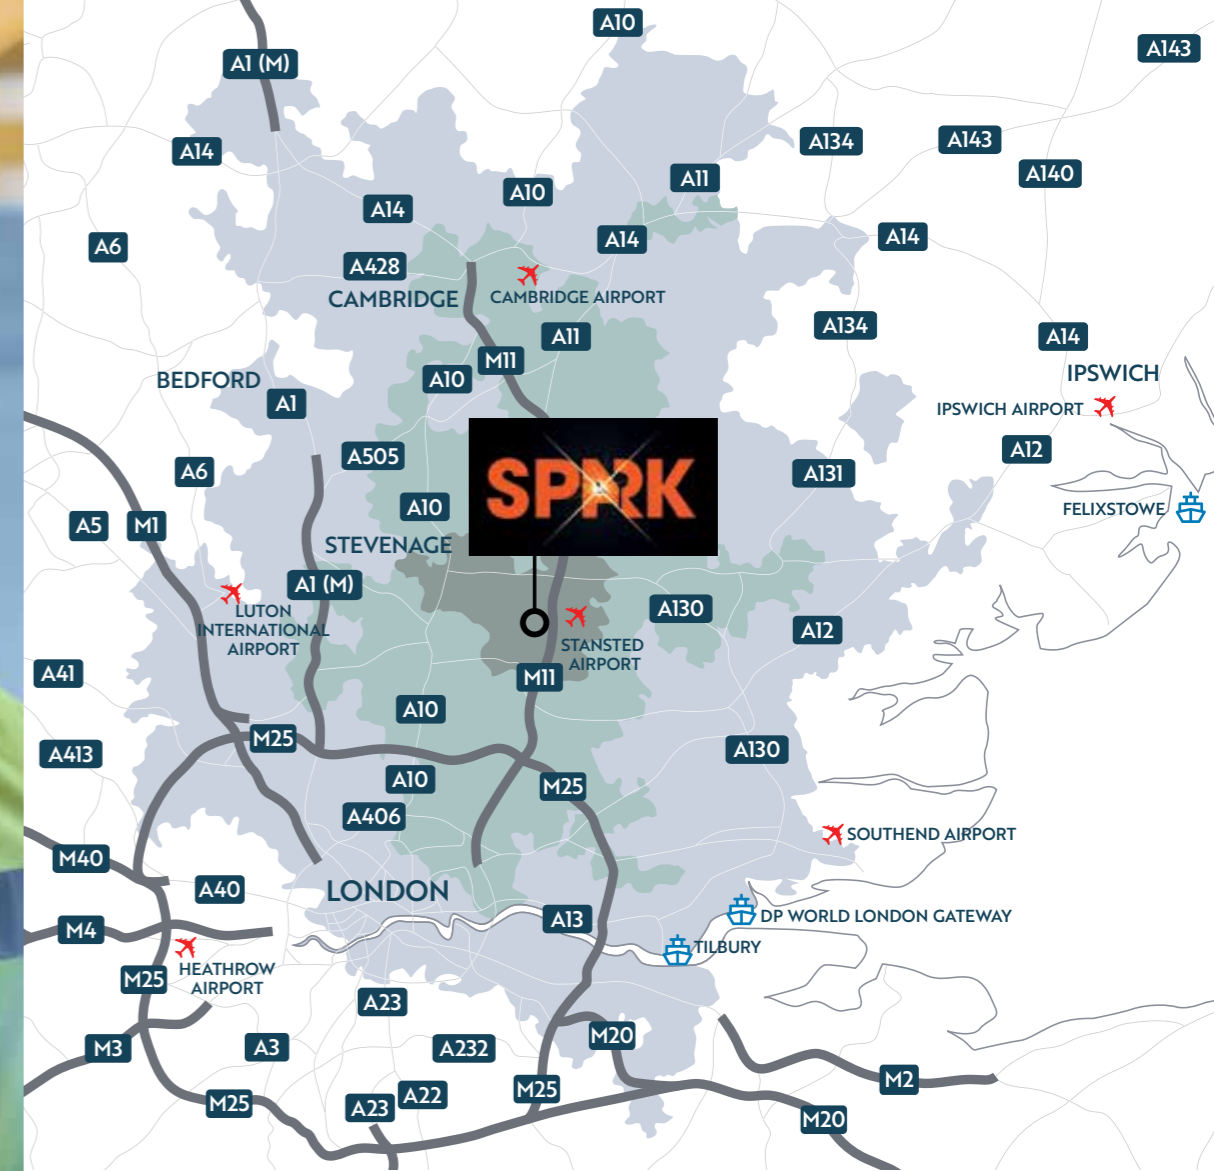 A10
A143
A1 (M)
A134
A143
A14
A140
A11
A10
A14
A14
A14
A6
A428
CAMBRIDGE
CAMBRIDGE AIRPORT
A134
A11
A14
M11
IPSWICH
BEDFORD
A10
A1
IPSWICH AIRPORT
A12
A505
A6
A131
SPARK
A10
FELIXSTOWE
A5
M1
STEVENAGE
A1 (M)
LUTON
INTERNATIONAL
AIRPORT
A130
A12
STANSTED
AIRPORT
A41
M11
A10
M25
A413
A130
A10
M25
A406
SOUTHEND AIRPORT
M40
A40
LONDON
A13
DP WORLD LONDON GATEWAY
M4
TILBURY
HEATHROW
AIRPORT
M25
A23
M20
M3
A3
A232
M2
M25
A22
M25
A23
M20